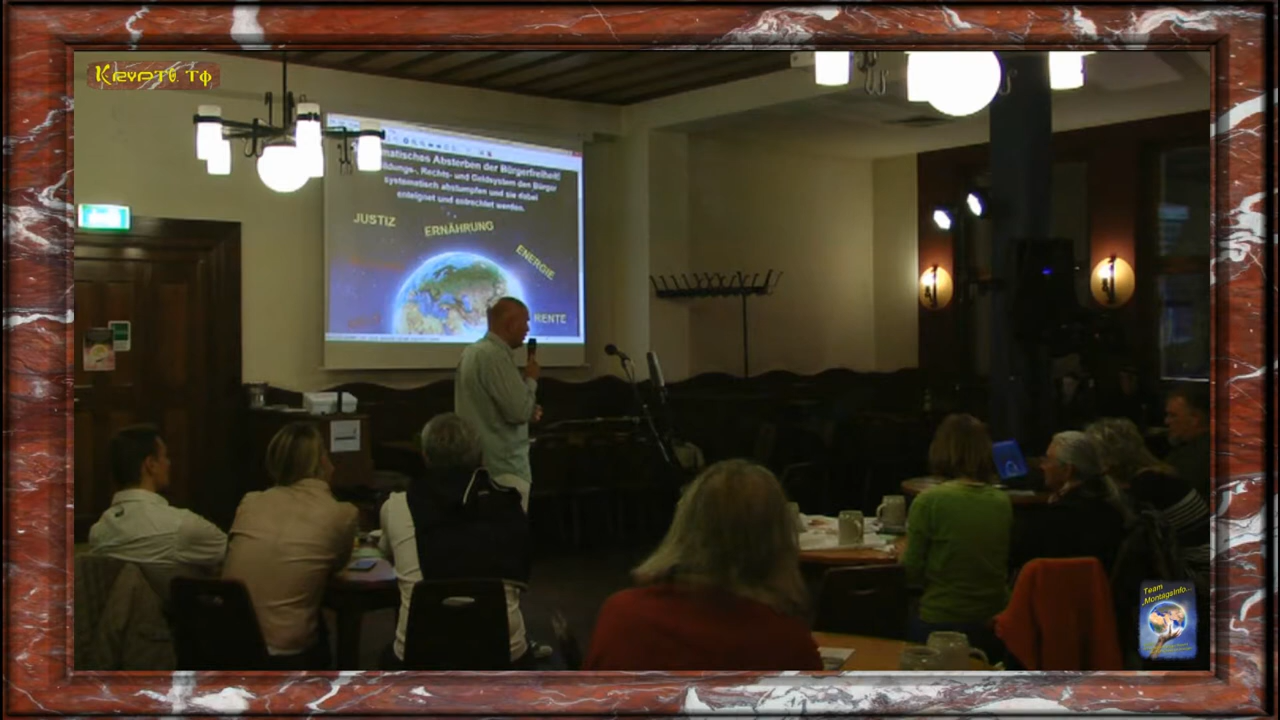 Krypto TΦ
matisches Absterben der Bürgerfreiheit!
dungs-, Rechts- und Geldsystem den Bürger
systematisch abstumpfen und sie dabei
enteignet und entrechtet werden.
JUSTIZ
ERNÄHRUNG
ENERGIE
RENTE
Team
„MontagsInfo„